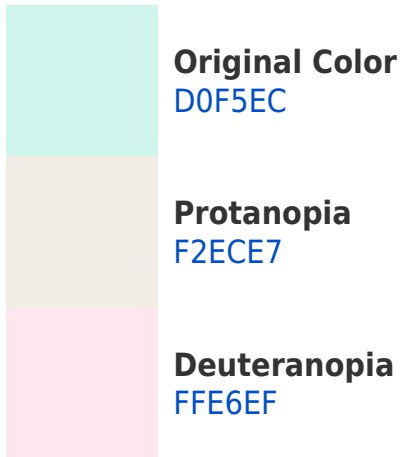 Original Color
D0F5EC
Protanopia
F2ECE7
Deuteranopia
FFE6EF